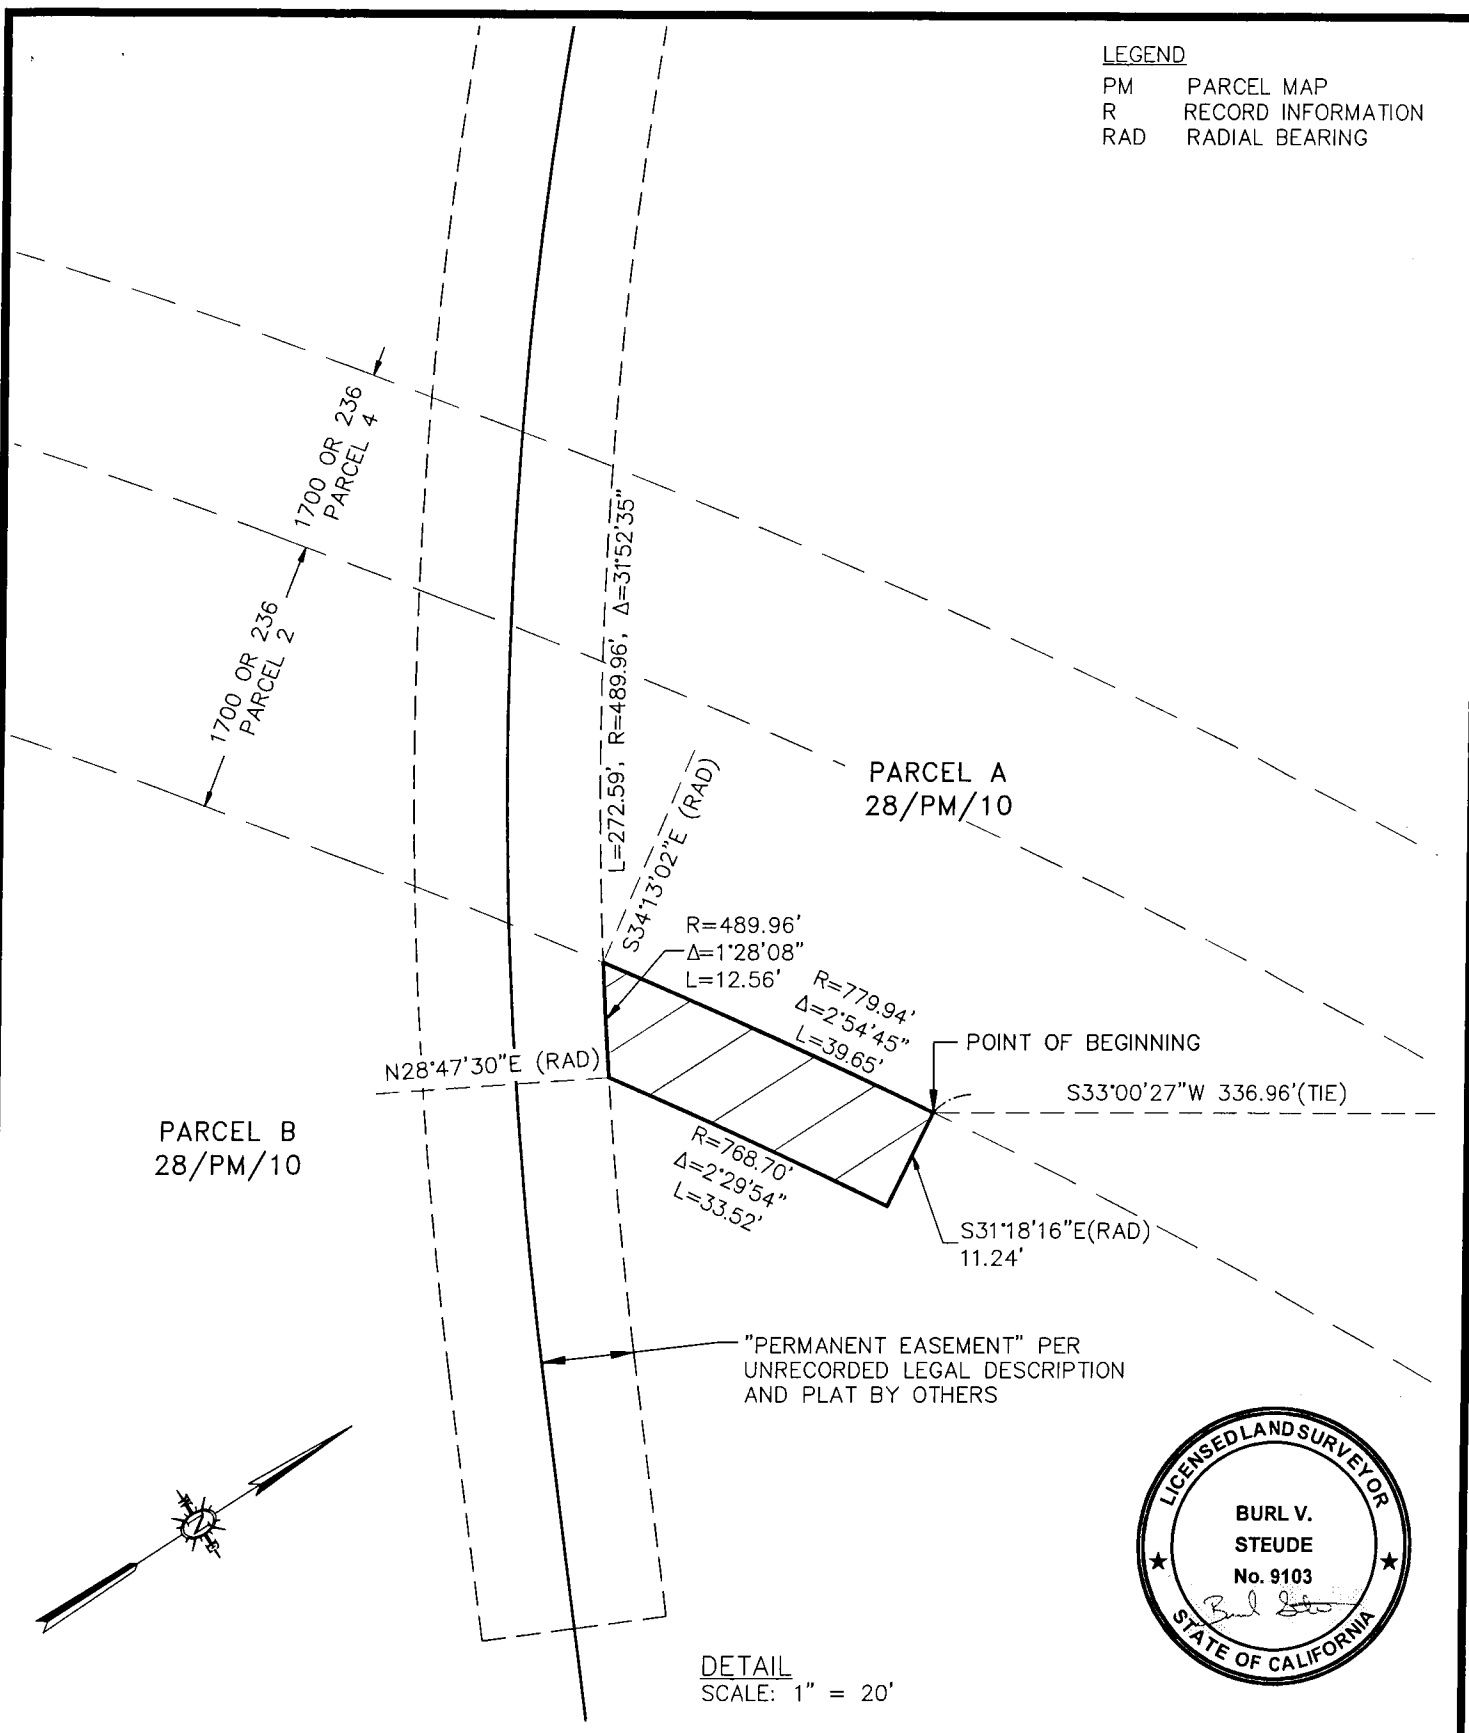 LEGEND
PM PARCEL MAP
R RECORD INFORMATION
RAD RADIAL BEARING
1700 OR 236
PARCEL 4
1700 OR 236
PARCEL 2
L=272.59', R=489.96', Δ=31°52'35"
S34°13'02"E (RAD)
PARCEL A
28/PM/10
R=489.96'
Δ=1°28'08"
L=12.56'
R=779.94'
Δ=2°54'45"
L=39.65'
POINT OF BEGINNING
S33°00'27"W 336.96'(TIE)
N28°47'30"E (RAD)
PARCEL B
28/PM/10
R=768.70'
Δ=2°29'54"
L=33.52'
S31°18'16"E(RAD)
11.24'
"PERMANENT EASEMENT" PER
UNRECORDED LEGAL DESCRIPTION
AND PLAT BY OTHERS
LICENSED LAND SURVEYOR
BURL V.
STEUDE
No. 9103
STATE OF CALIFORNIA
DETAIL
SCALE: 1" = 20'